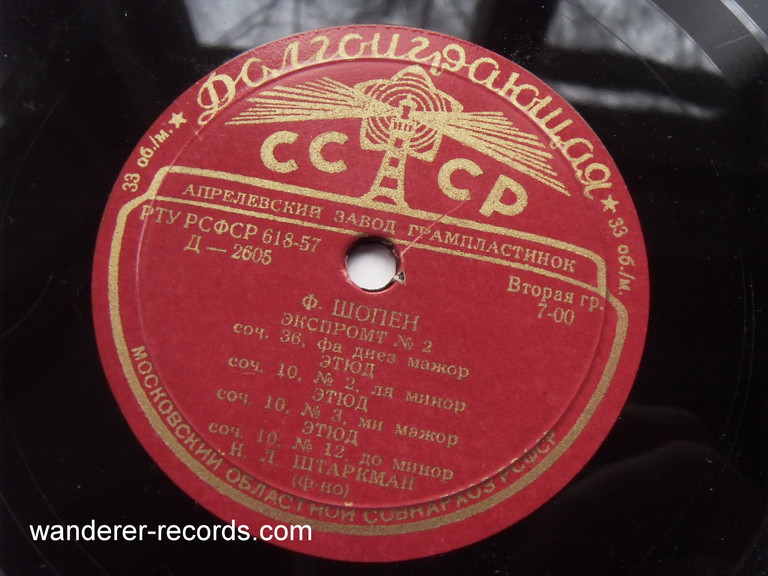 Долгоиграющая
33 об./м. ★
★ 33 об./м.
СССР
АПРЕЛЕВСКИЙ ЗАВОД ГРАМПЛАСТИНОК
РТУ РСФСР 618-57
Д — 2605
Вторая гр.
7-00
Ф. ШОПЕН
ЭКСПРОМТ № 2
соч. 36, фа диез мажор
ЭТЮД
соч. 10, № 2, ля минор
ЭТЮД
соч. 10, № 3, ми мажор
ЭТЮД
соч. 10, № 12, до минор
Н. Л. ШТАРКМАН
(ф-но)
МОСКОВСКИЙ ОБЛАСТНОЙ СОВНАРХОЗ РСФСР
wanderer-records.com